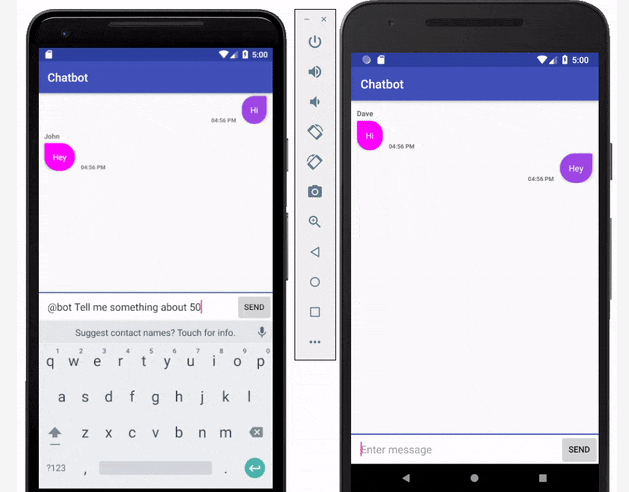 5:00
Chatbot
Hi
04:56 PM
John
Hey
04:56 PM
@bot Tell me something about 50
SEND
Suggest contact names? Touch for info.
1 2 3 4 5 6 7 8 9 0
q w e r t y u i o p
a s d f g h j k l
z x c v b n m
?123 , .
5:00
Chatbot
Dave
Hi
04:56 PM
Hey
04:56 PM
Enter message
SEND